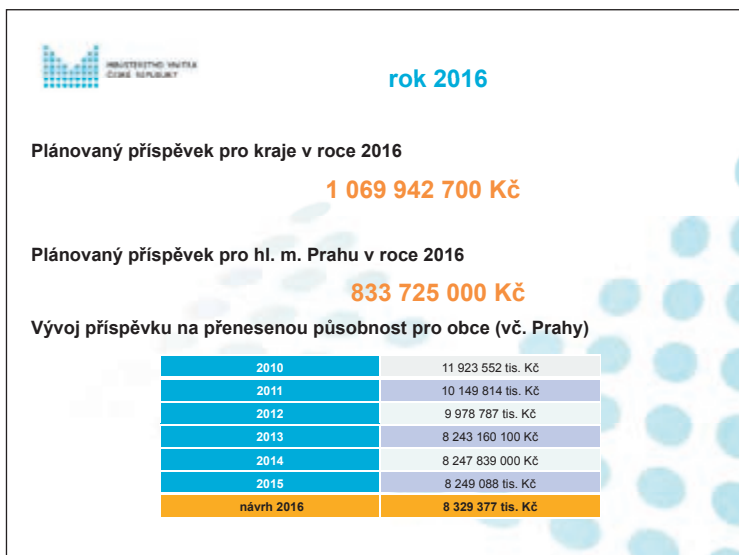 MINISTERSTVO VNITRA
ČESKÉ REPUBLIKY
rok 2016
Plánovaný příspěvek pro kraje v roce 2016
1 069 942 700 Kč
Plánovaný příspěvek pro hl. m. Prahu v roce 2016
833 725 000 Kč
Vývoj příspěvku na přenesenou působnost pro obce (vč. Prahy)
2010 11 923 552 tis. Kč
2011 10 149 814 tis. Kč
2012 9 978 787 tis. Kč
2013 8 243 160 100 Kč
2014 8 247 839 000 Kč
2015 8 249 088 tis. Kč
návrh 2016 8 329 377 tis. Kč